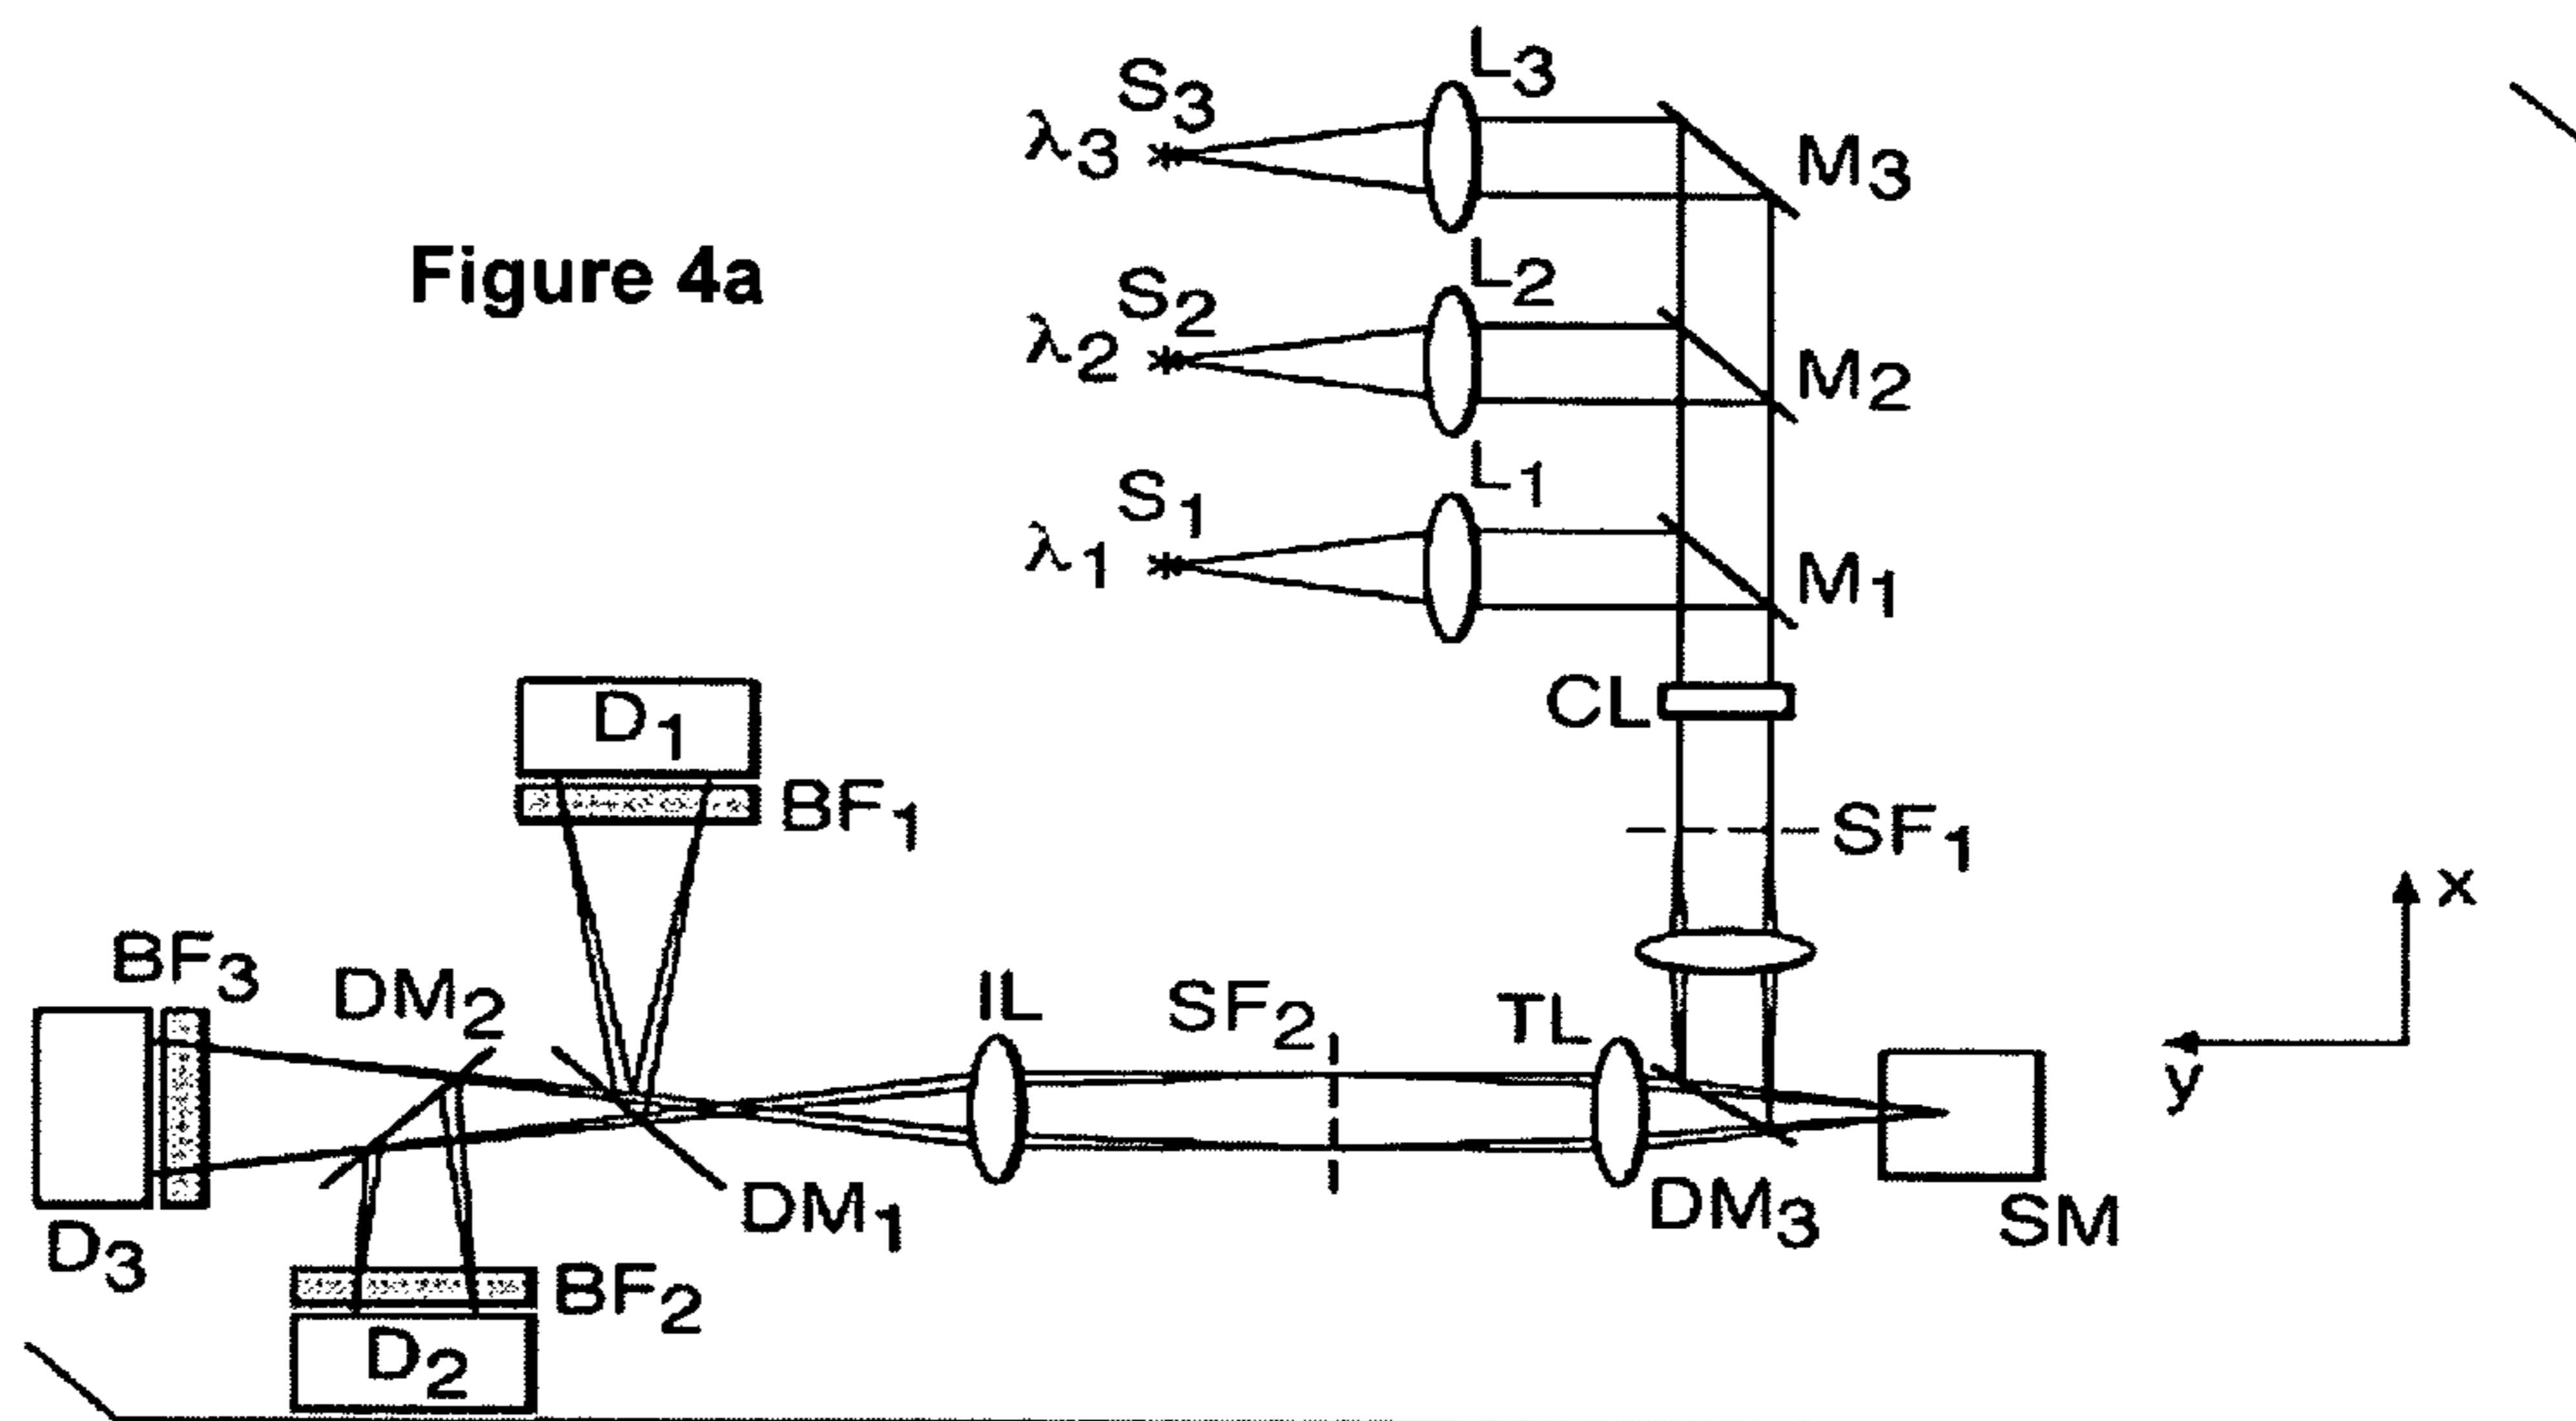 L3
S3
λ3
M3
Figure 4a
L2
S2
λ2
M2
L1
S1
λ1
M1
CL
D1
BF1
SF1
x
BF3
DM2
IL
SF2
TL
y
DM1
DM3
SM
D3
BF2
D2